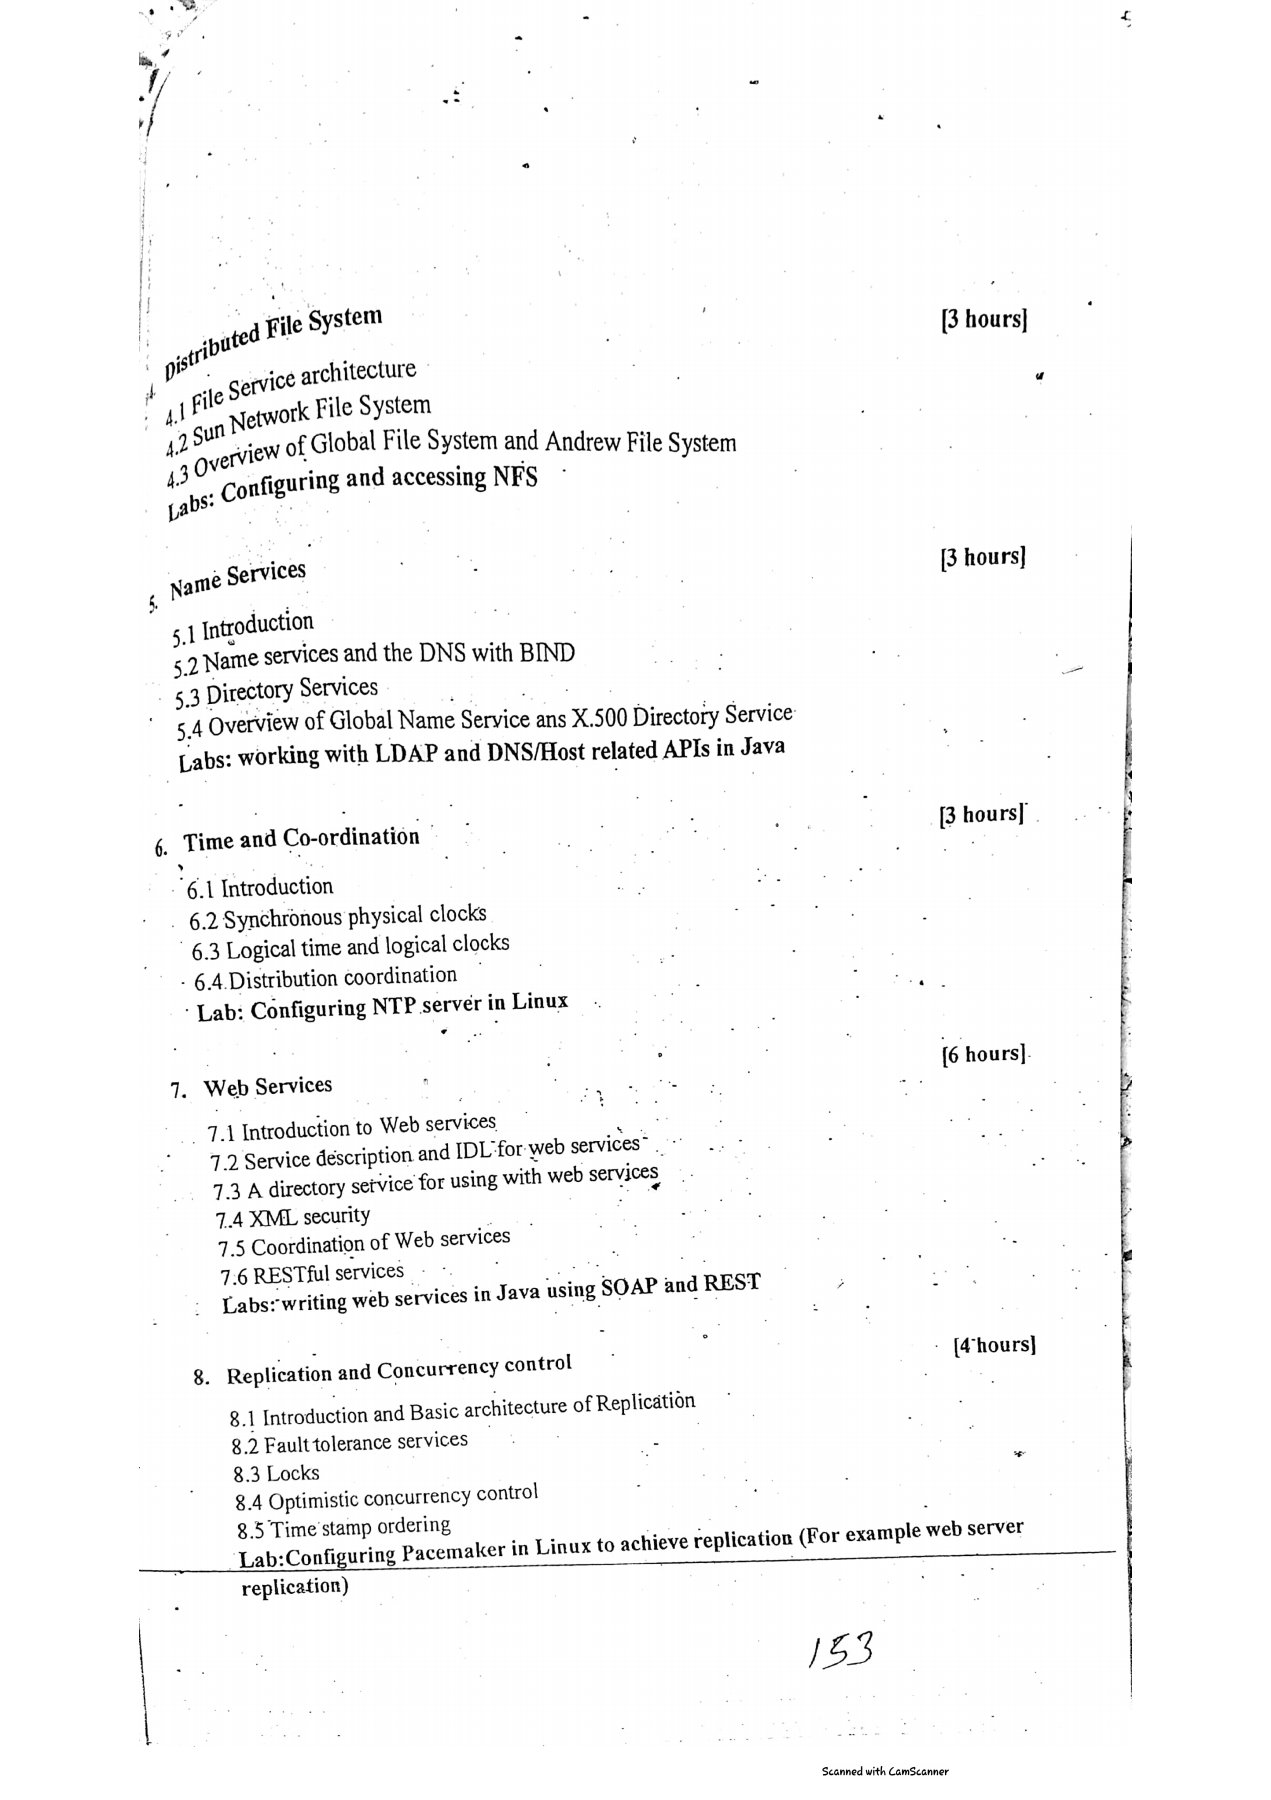 4. Distributed File System [3 hours]
4.1 File Service architecture
4.2 Sun Network File System
4.3 Overview of Global File System and Andrew File System
Labs: Configuring and accessing NFS
5. Name Services [3 hours]
5.1 Introduction
5.2 Name services and the DNS with BIND
5.3 Directory Services
5.4 Overview of Global Name Service ans X.500 Directory Service
Labs: working with LDAP and DNS/Host related APIs in Java
6. Time and Co-ordination [3 hours]
6.1 Introduction
6.2 Synchronous physical clocks
6.3 Logical time and logical clocks
6.4 Distribution coordination
Lab: Configuring NTP server in Linux
7. Web Services [6 hours]
7.1 Introduction to Web services
7.2 Service description and IDL for web services
7.3 A directory service for using with web services
7.4 XML security
7.5 Coordination of Web services
7.6 RESTful services
Labs: writing web services in Java using SOAP and REST
8. Replication and Concurrency control [4 hours]
8.1 Introduction and Basic architecture of Replication
8.2 Fault tolerance services
8.3 Locks
8.4 Optimistic concurrency control
8.5 Time stamp ordering
Lab:Configuring Pacemaker in Linux to achieve replication (For example web server
replication)
153
Scanned with CamScanner